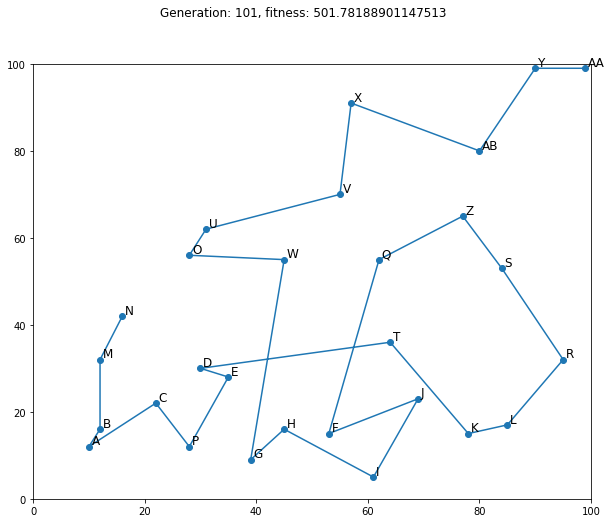 Generation: 101, fitness: 501.78188901147513
100
Y
AA
X
80
AB
V
Z
U
60
O
W
Q
S
N
40
T
M
R
D
E
J
C
20
B
H
F
K
L
A
P
G
I
0
0
20
40
60
80
100